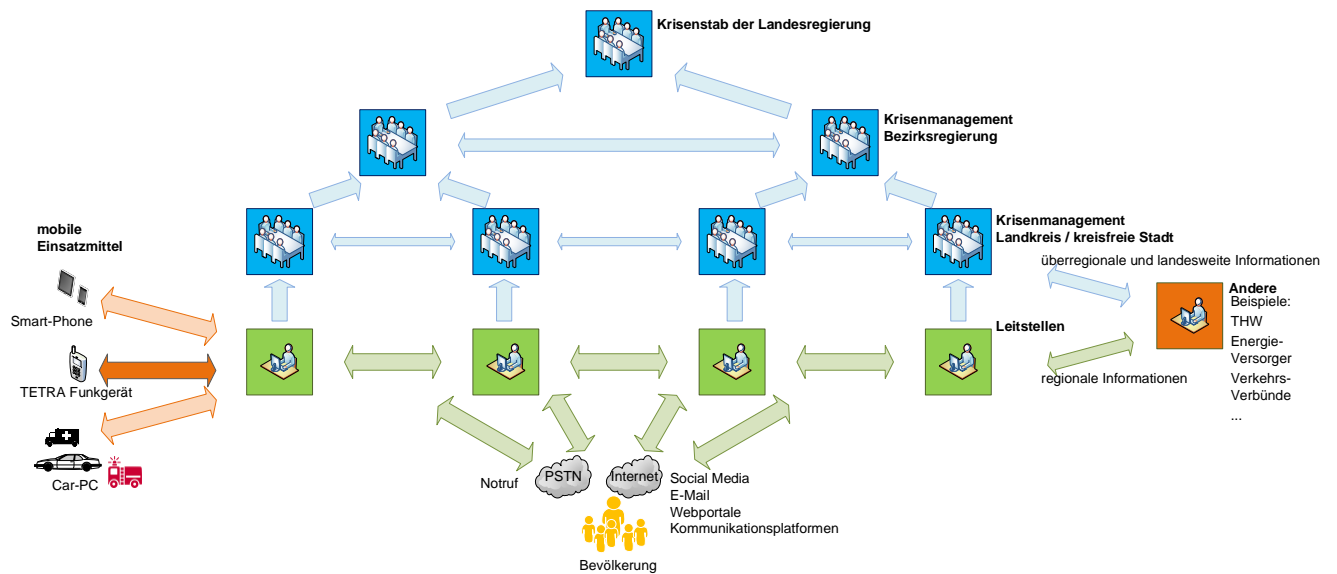 Krisenstab der Landesregierung
Krisenmanagement
Bezirksregierung
Krisenmanagement
Landkreis / kreisfreie Stadt
überregionale und landesweite Informationen
mobile
Einsatzmittel
Smart-Phone
TETRA Funkgerät
Car-PC
Leitstellen
regionale Informationen
Andere
Beispiele:
THW
Energie-
Versorger
Verkehrs-
Verbünde
...
Notruf
PSTN
Internet
Social Media
E-Mail
Webportale
Kommunikationsplatformen
Bevölkerung